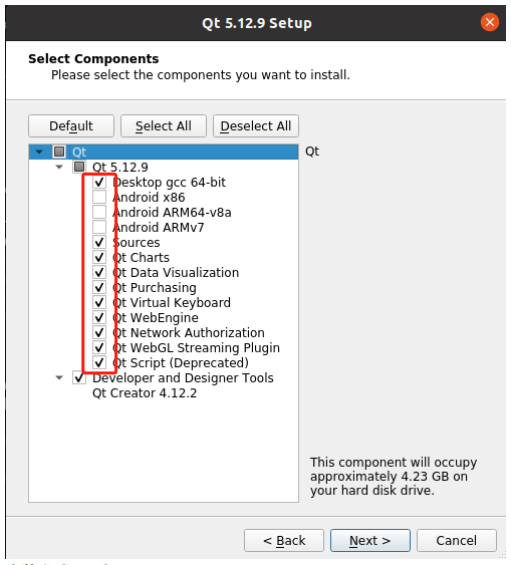 Qt 5.12.9 Setup
Select Components
Please select the components you want to install.
Default
Select All
Deselect All
Qt
Qt
Qt 5.12.9
Desktop gcc 64-bit
Android x86
Android ARM64-v8a
Android ARMv7
Sources
Qt Charts
Qt Data Visualization
Qt Purchasing
Qt Virtual Keyboard
Qt WebEngine
Qt Network Authorization
Qt WebGL Streaming Plugin
Qt Script (Deprecated)
Developer and Designer Tools
Qt Creator 4.12.2
This component will occupy
approximately 4.23 GB on
your hard disk drive.
< Back
Next >
Cancel